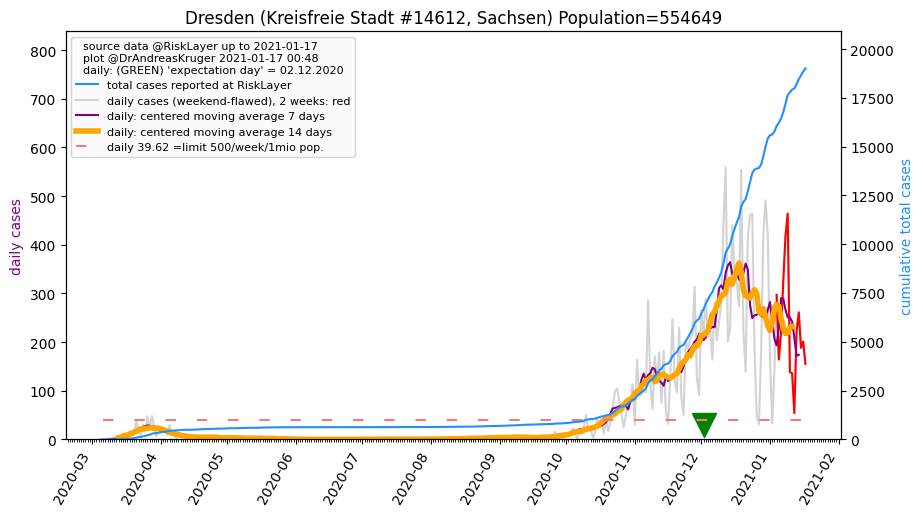 Dresden (Kreisfreie Stadt #14612, Sachsen) Population=554649
source data @RiskLayer up to 2021-01-17
plot @DrAndreasKruger 2021-01-17 00:48
daily: (GREEN) 'expectation day' = 02.12.2020
total cases reported at RiskLayer
daily cases (weekend-flawed), 2 weeks: red
daily: centered moving average 7 days
daily: centered moving average 14 days
daily 39.62 =limit 500/week/1mio pop.
daily cases
800
700
600
500
400
300
200
100
0
20000
17500
15000
12500
10000
7500
5000
2500
0
cumulative total cases
2020-03
2020-04
2020-05
2020-06
2020-07
2020-08
2020-09
2020-10
2020-11
2020-12
2021-01
2021-02